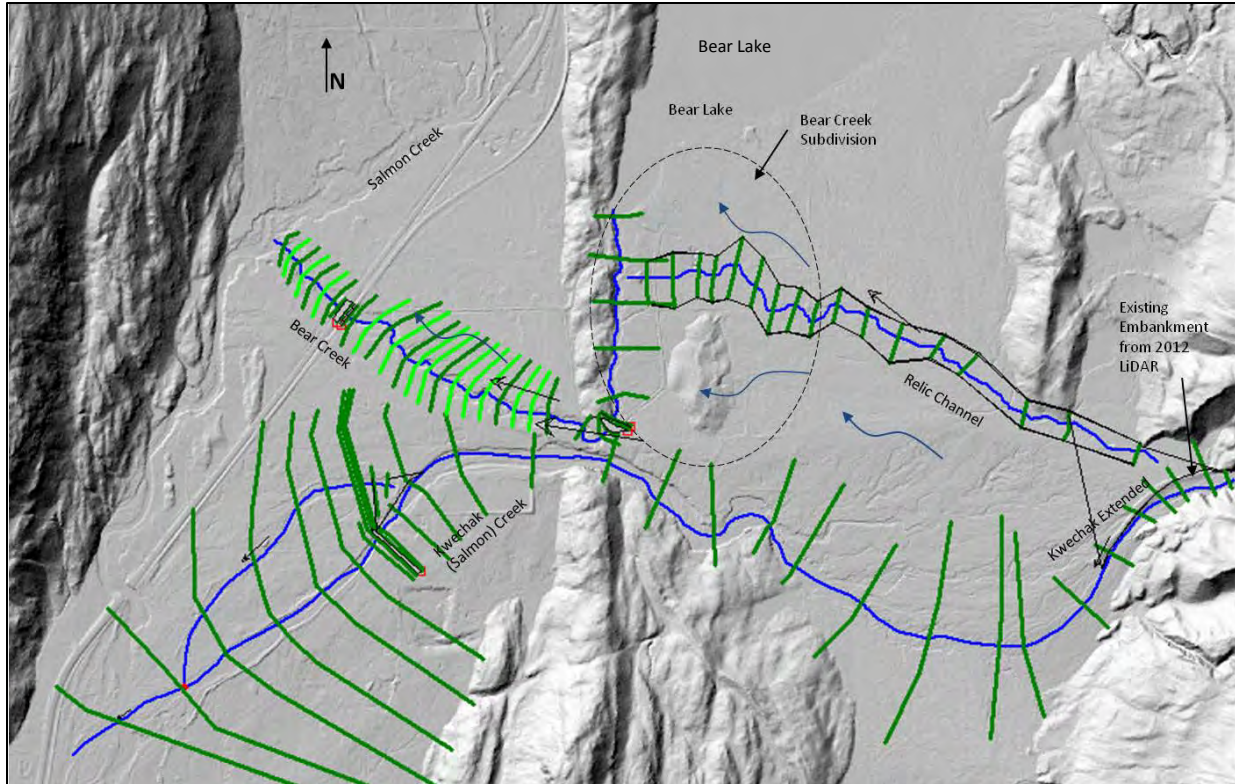 Bear Lake
N
Bear Lake
Bear Creek
Subdivision
Salmon Creek
Bear Creek
Existing
Embankment
from 2012
LiDAR
Relic Channel
Kwechak Extended
Kwechak
(Salmon) Creek